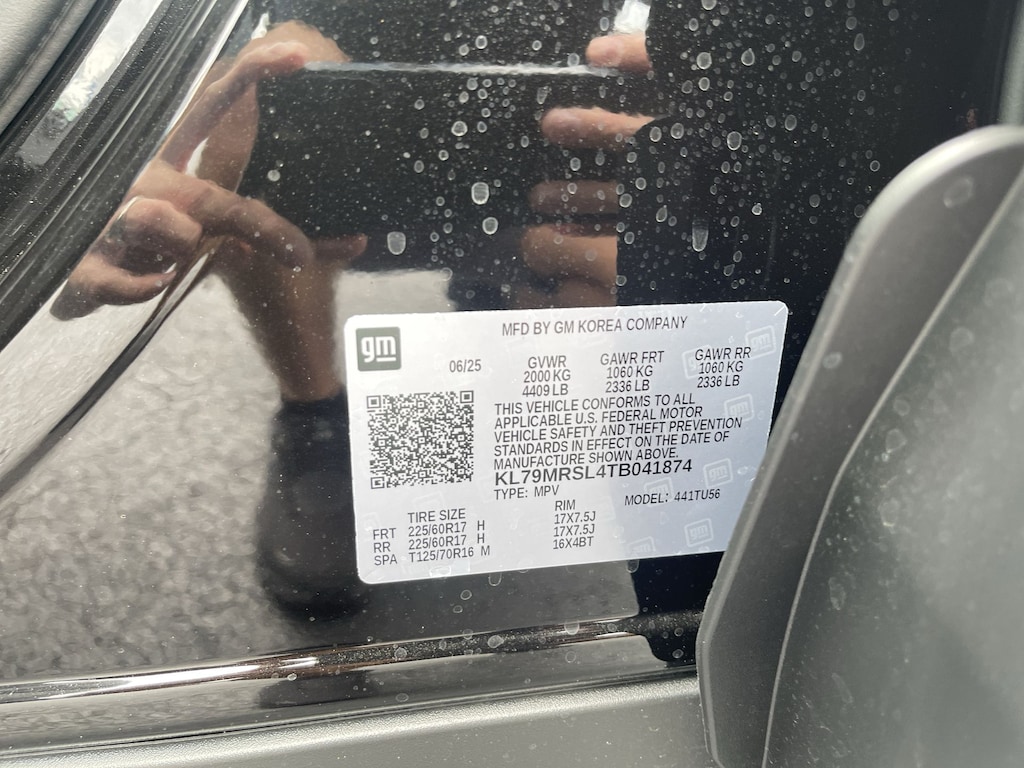 gm
MFD BY GM KOREA COMPANY
06/25 GVWR GAWR FRT GAWR RR
2000 KG 1060 KG 1060 KG
4409 LB 2336 LB 2336 LB
THIS VEHICLE CONFORMS TO ALL
APPLICABLE U.S. FEDERAL MOTOR
VEHICLE SAFETY AND THEFT PREVENTION
STANDARDS IN EFFECT ON THE DATE OF
MANUFACTURE SHOWN ABOVE.
KL79MRSL4TB041874
TYPE: MPV MODEL: 441TU56
TIRE SIZE RIM
FRT 225/60R17 H 17X7.5J
RR 225/60R17 H 17X7.5J
SPA T125/70R16 M 16X4BT